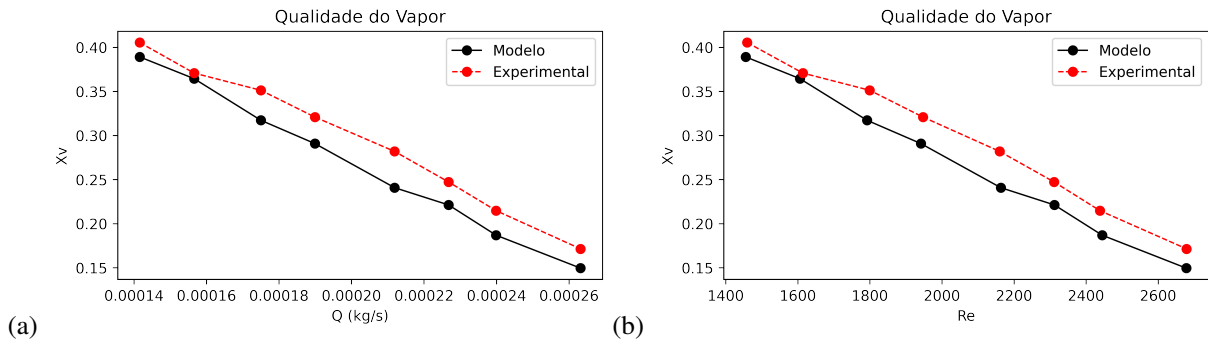 Qualidade do Vapor
Xv
0.40
0.35
0.30
0.25
0.20
0.15
Modelo
Experimental
0.00014 0.00016 0.00018 0.00020 0.00022 0.00024 0.00026
Q (kg/s)
(a)
Qualidade do Vapor
Xv
0.40
0.35
0.30
0.25
0.20
0.15
Modelo
Experimental
1400 1600 1800 2000 2200 2400 2600
Re
(b)